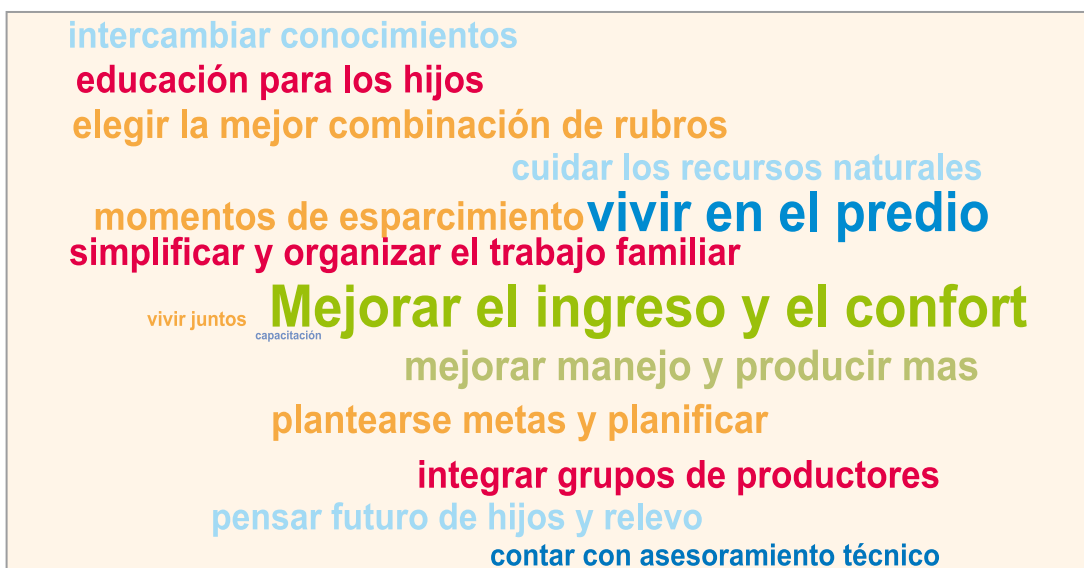 intercambiar conocimientos
educación para los hijos
elegir la mejor combinación de rubros
cuidar los recursos naturales
momentos de esparcimiento vivir en el predio
simplificar y organizar el trabajo familiar
vivir juntos Mejorar el ingreso y el confort
capacitación
mejorar manejo y producir mas
plantearse metas y planificar
integrar grupos de productores
pensar futuro de hijos y relevo
contar con asesoramiento técnico